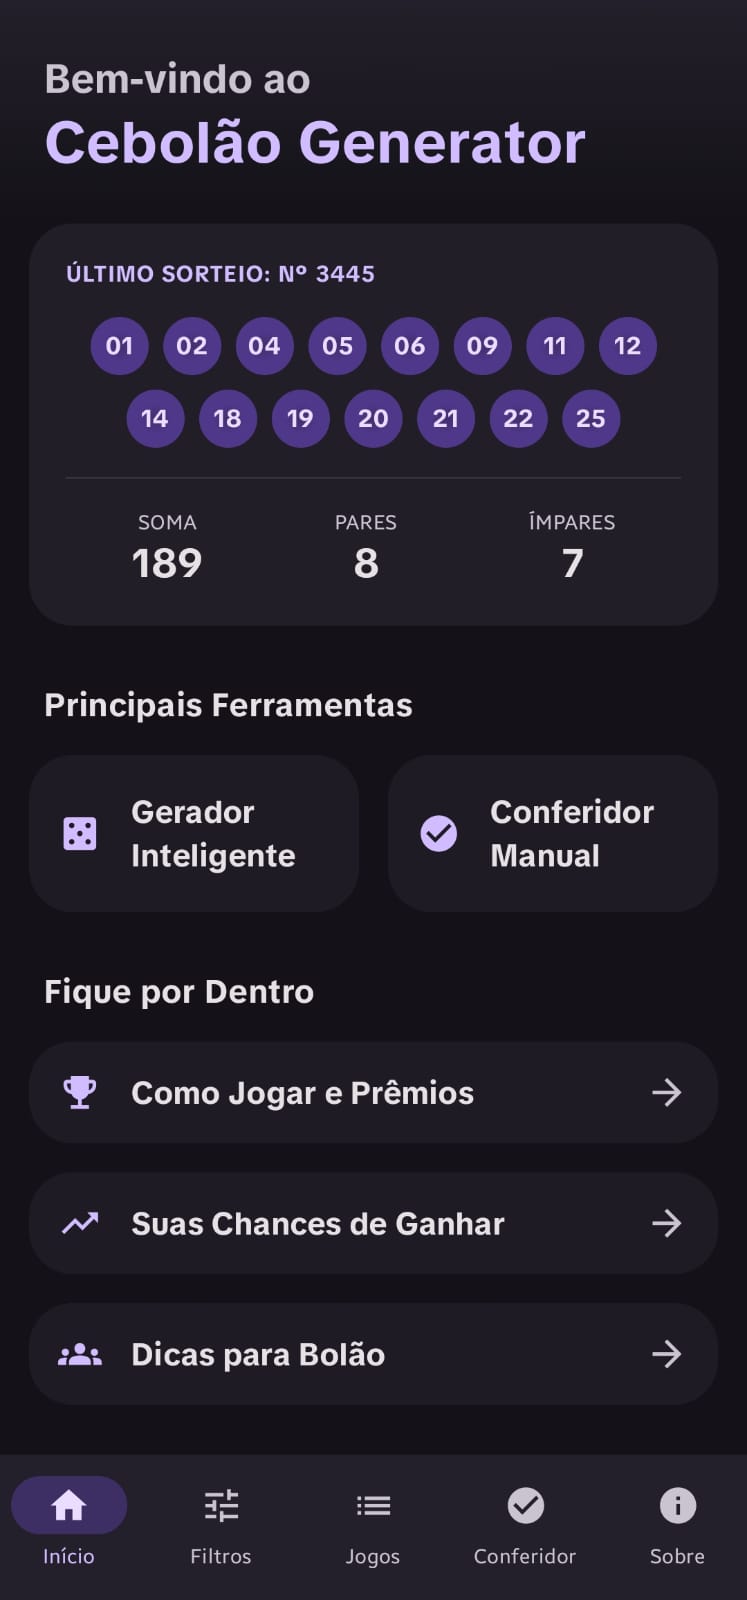 Bem-vindo ao
Cebolão Generator
ÚLTIMO SORTEIO: Nº 3445
01 02 04 05 06 09 11 12
14 18 19 20 21 22 25
SOMA PARES ÍMPARES
189 8 7
Principais Ferramentas
Gerador
Inteligente
Conferidor
Manual
Fique por Dentro
Como Jogar e Prêmios
Suas Chances de Ganhar
Dicas para Bolão
Início Filtros Jogos Conferidor Sobre